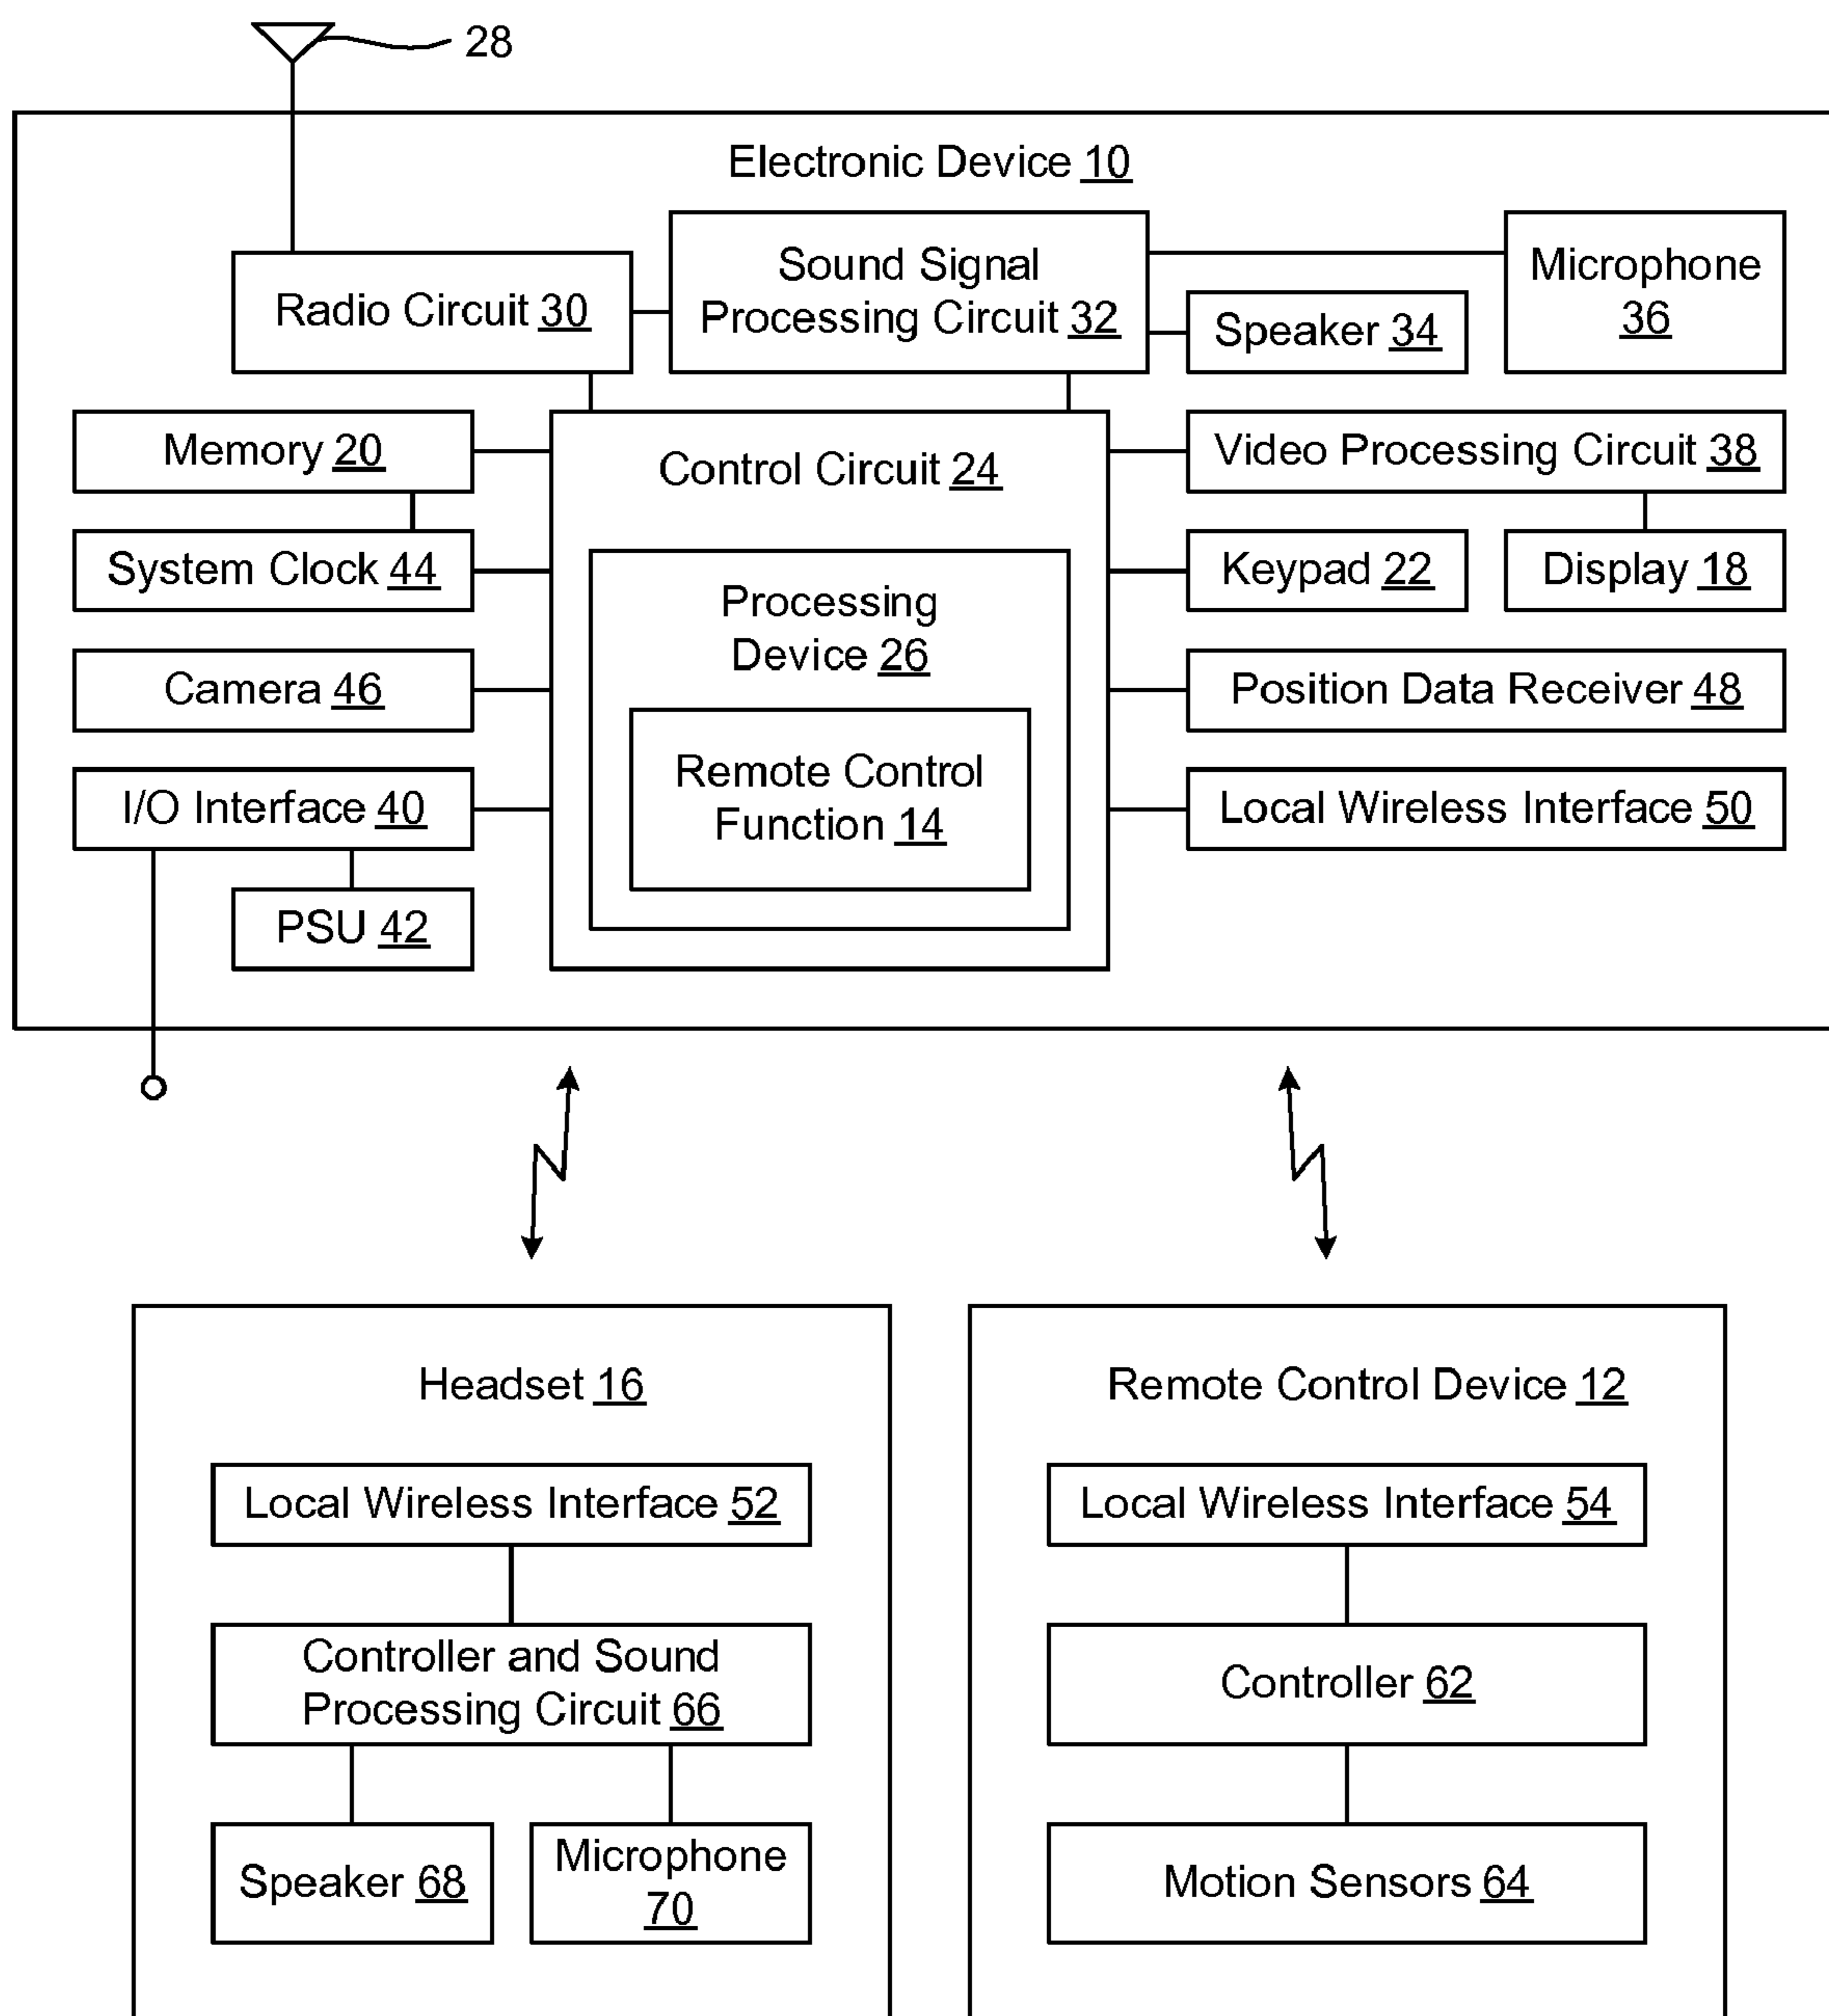 28
Electronic Device 10
Radio Circuit 30
Sound Signal
Processing Circuit 32
Microphone
36
Speaker 34
Memory 20
Control Circuit 24
Video Processing Circuit 38
System Clock 44
Keypad 22
Display 18
Processing
Device 26
Camera 46
Position Data Receiver 48
Remote Control
Function 14
I/O Interface 40
Local Wireless Interface 50
PSU 42
Headset 16
Local Wireless Interface 52
Controller and Sound
Processing Circuit 66
Speaker 68
Microphone
70
Remote Control Device 12
Local Wireless Interface 54
Controller 62
Motion Sensors 64